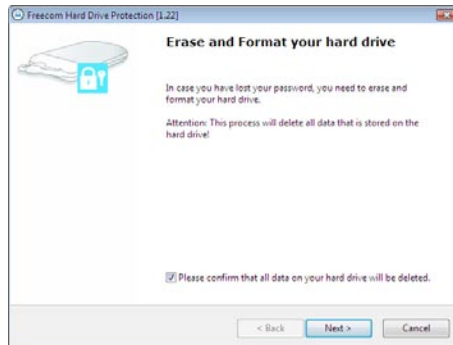 Freecom Hard Drive Protection [1.22]
Erase and Format your hard drive
In case you have lost your password, you need to erase and
format your hard drive.
Attention: This process will delete all data that is stored on the
hard drive!
Please confirm that all data on your hard drive will be deleted.
< Back
Next >
Cancel